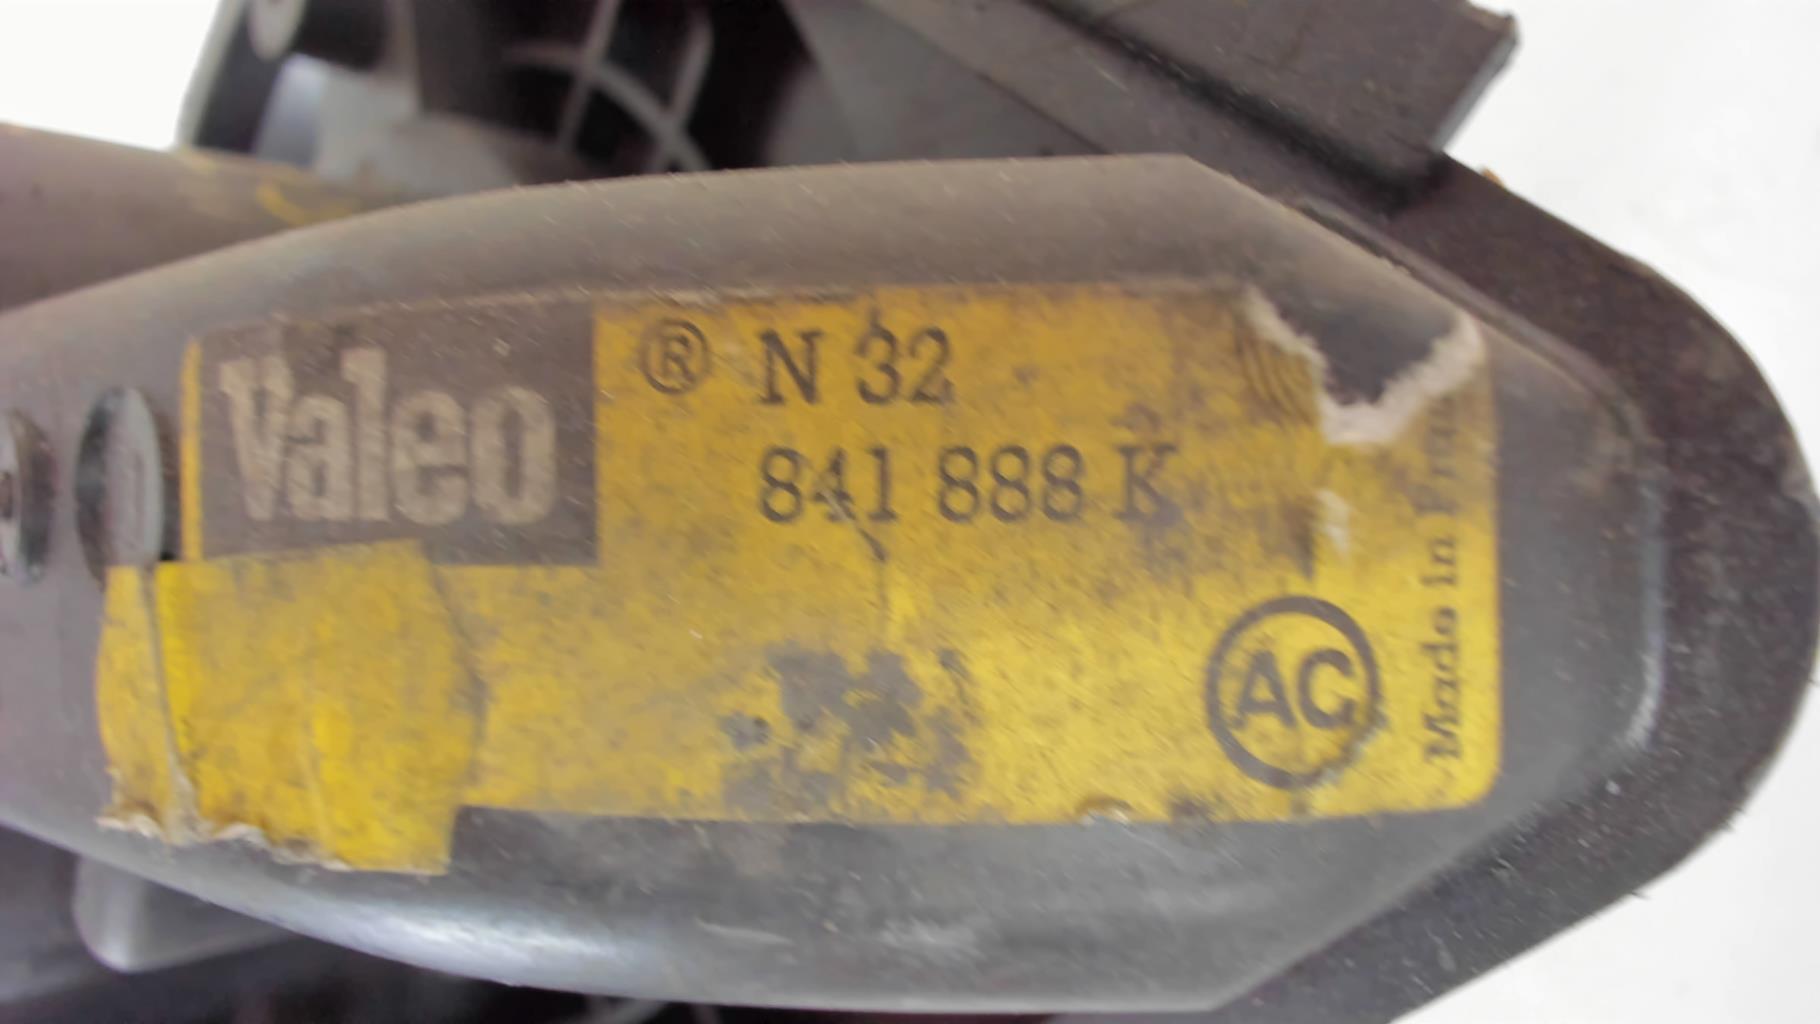 Valeo ® N 32
841 888 K
AC
Made in